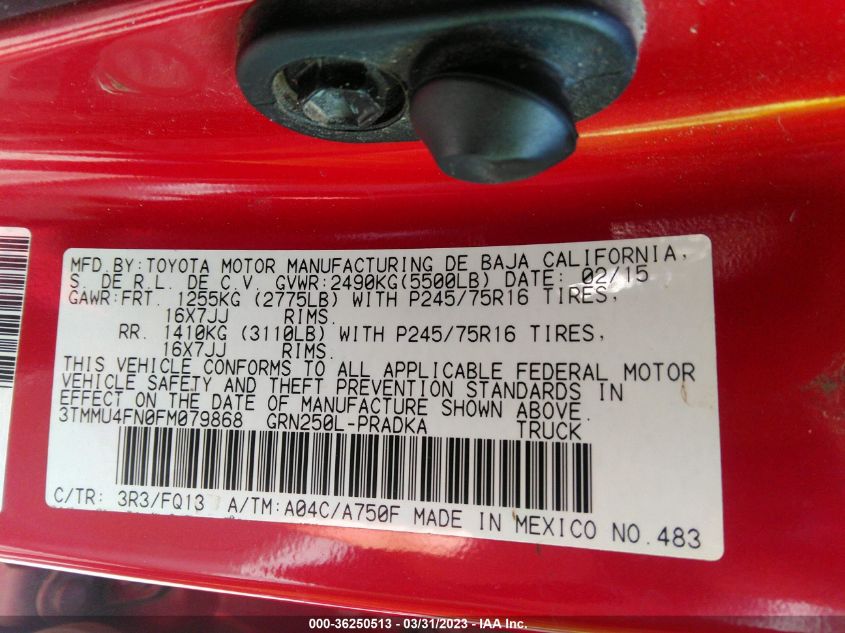 MFD.BY:TOYOTA MOTOR MANUFACTURING DE BAJA CALIFORNIA,
S. DE R.L. DE C.V. GVWR:2490KG(5500LB) DATE: 02/15
GAWR:FRT. 1255KG (2775LB) WITH P245/75R16 TIRES,
16X7JJ RIMS.
RR. 1410KG (3110LB) WITH P245/75R16 TIRES,
16X7JJ RIMS.
THIS VEHICLE CONFORMS TO ALL APPLICABLE FEDERAL MOTOR
VEHICLE SAFETY AND THEFT PREVENTION STANDARDS IN
EFFECT ON THE DATE OF MANUFACTURE SHOWN ABOVE.
3TMMU4FN0FM079868 GRN250L-PRADKA TRUCK
C/TR: 3R3/FQ13 A/TM:A04C/A750F MADE IN MEXICO NO.483
000-36250513 - 03/31/2023 - IAA Inc.